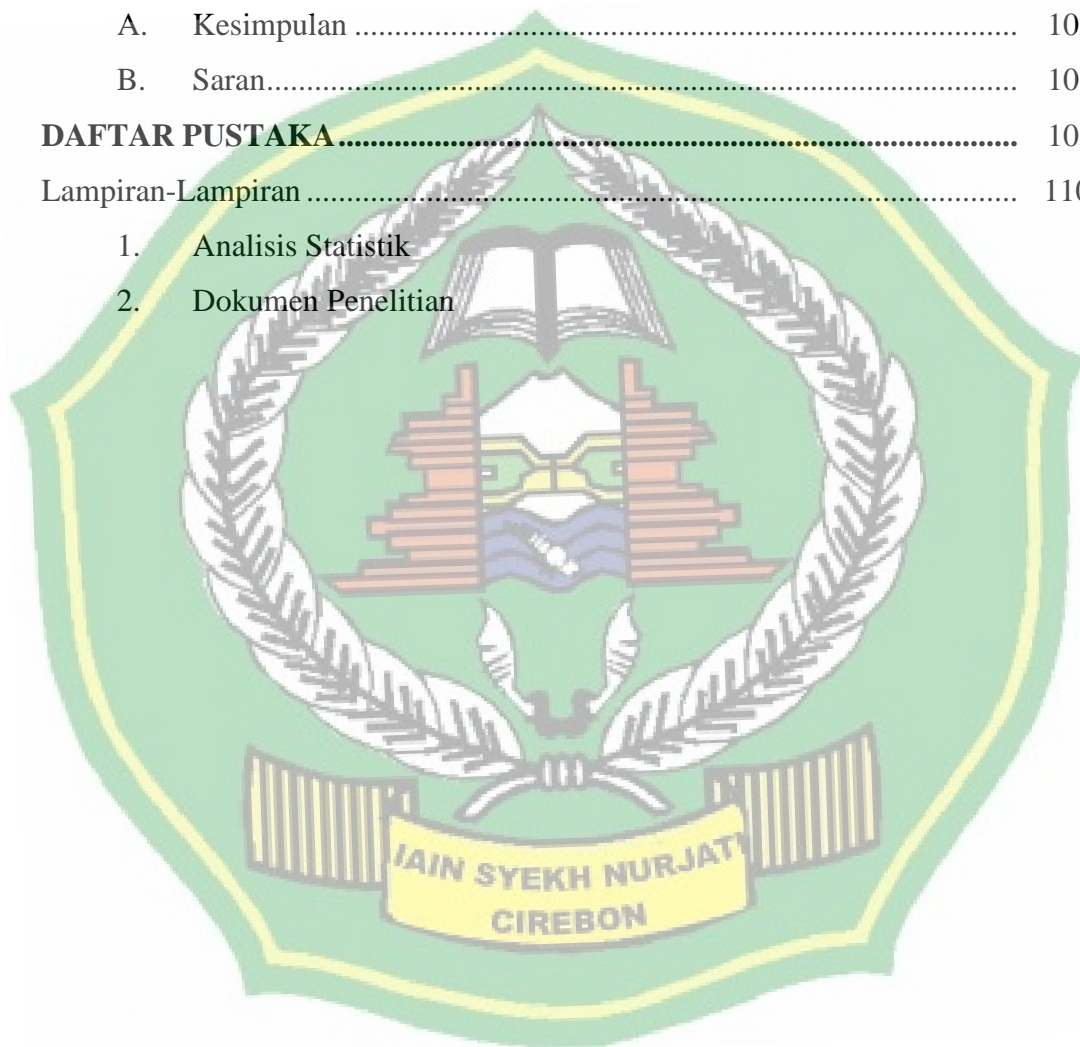 A. Kesimpulan ........................................................................................ 10
B. Saran.................................................................................................... 10
DAFTAR PUSTAKA.......................................................................................... 10
Lampiran-Lampiran ............................................................................................... 110
1. Analisis Statistik
2. Dokumen Penelitian
IAIN SYEKH NURJATI
CIREBON